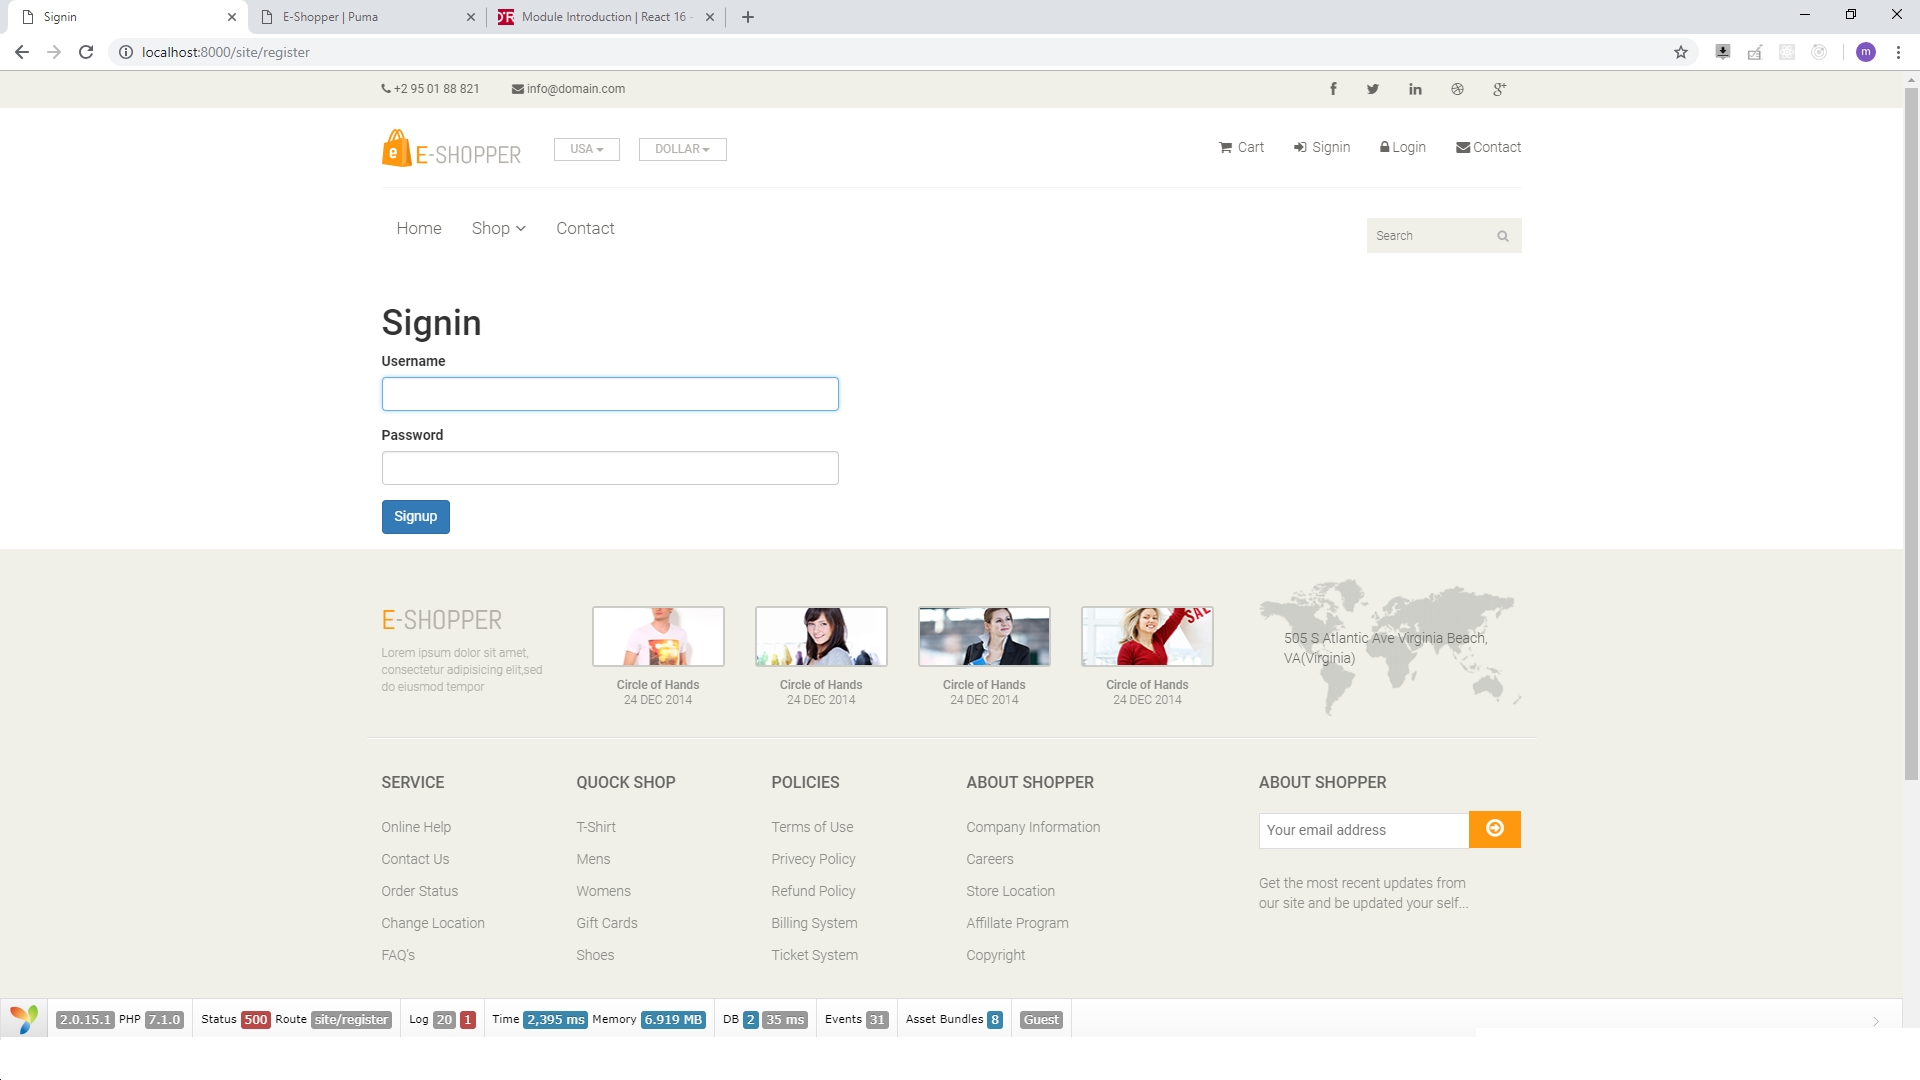 Signin
E-Shopper | Puma
Module Introduction | React 16 -
localhost:8000/site/register
m
+2 95 01 88 821
info@domain.com
E-SHOPPER
USA
DOLLAR
Cart
Signin
Login
Contact
Home
Shop
Contact
Search
Signin
Username
Password
Signup
E-SHOPPER
Lorem ipsum dolor sit amet,
consectetur adipisicing elit,sed
do eiusmod tempor
Circle of Hands
24 DEC 2014
Circle of Hands
24 DEC 2014
Circle of Hands
24 DEC 2014
SALE
Circle of Hands
24 DEC 2014
505 S Atlantic Ave Virginia Beach,
VA(Virginia)
SERVICE
Online Help
Contact Us
Order Status
Change Location
FAQ's
QUOCK SHOP
T-Shirt
Mens
Womens
Gift Cards
Shoes
POLICIES
Terms of Use
Privecy Policy
Refund Policy
Billing System
Ticket System
ABOUT SHOPPER
Company Information
Careers
Store Location
Affillate Program
Copyright
ABOUT SHOPPER
Your email address
Get the most recent updates from
our site and be updated your self...
2.0.15.1 PHP 7.1.0 Status 500 Route site/register Log 20 1 Time 2,395 ms Memory 6.919 MB DB 2 35 ms Events 31 Asset Bundles 8 Guest